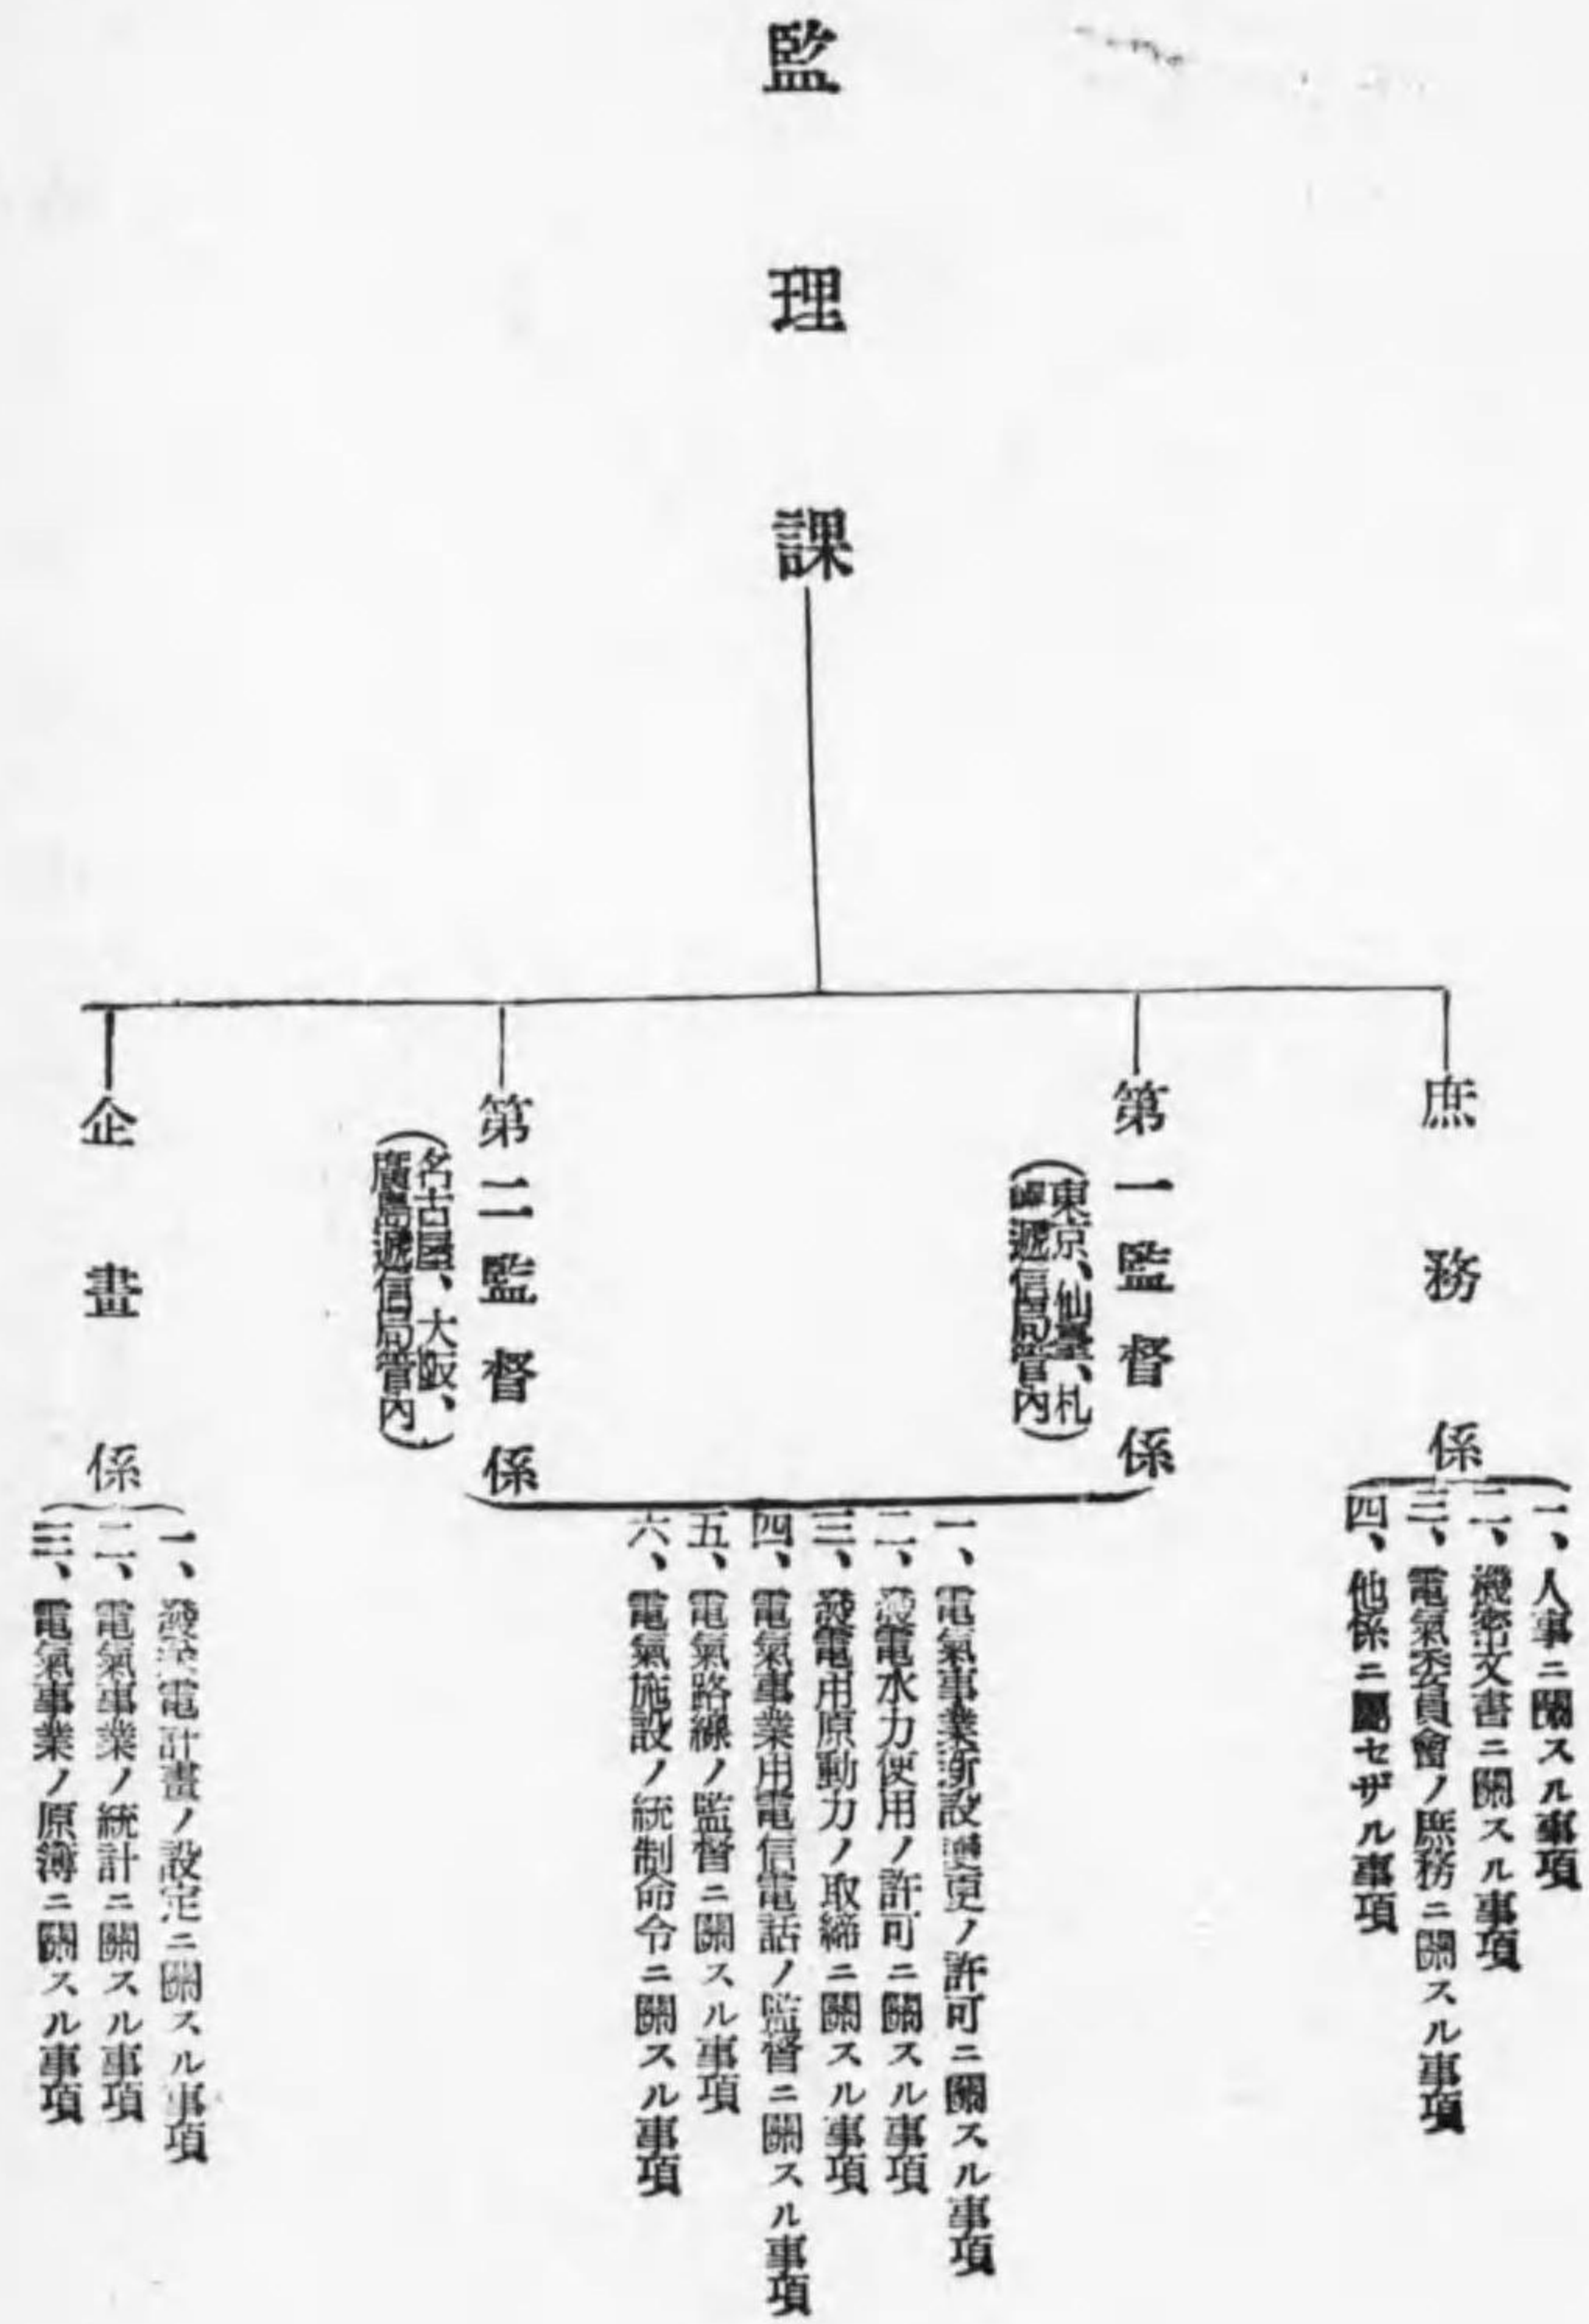 監理課
庶務係
一、人事ニ關スル事項
二、機密文書ニ關スル事項
三、電氣委員會ノ庶務ニ關スル事項
四、他係ニ屬セザル事項
第一監督係
(東京、仙臺、札
遞信局管內)
第二監督係
(名古屋、大阪、
廣島遞信局管內)
一、電氣事業新設變更ノ許可ニ關スル事項
二、發電水力使用ノ許可ニ關スル事項
三、發電用原動力ノ取締ニ關スル事項
四、電氣事業用電信電話ノ監督ニ關スル事項
五、電氣路線ノ監督ニ關スル事項
六、電氣施設ノ統制命令ニ關スル事項
企畫係
一、發電計畫ノ設定ニ關スル事項
二、電氣事業ノ統計ニ關スル事項
三、電氣事業ノ原簿ニ關スル事項